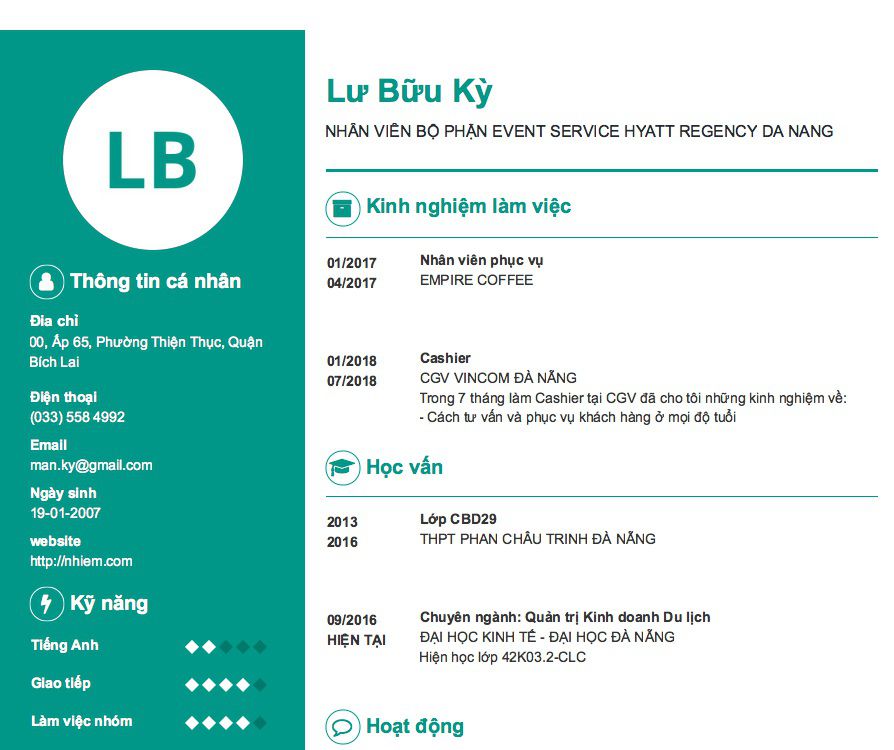 LB
Thông tin cá nhân
Địa chỉ
00, Ấp 65, Phường Thiện Thục, Quận
Bích Lai
Điện thoại
(033) 558 4992
Email
man.ky@gmail.com
Ngày sinh
19-01-2007
website
http://nhiem.com
Kỹ năng
Tiếng Anh
Giao tiếp
Làm việc nhóm
Lư Bữu Kỳ
NHÂN VIÊN BỘ PHẬN EVENT SERVICE HYATT REGENCY DA NANG
Kinh nghiệm làm việc
01/2017 Nhân viên phục vụ
04/2017 EMPIRE COFFEE
01/2018 Cashier
07/2018 CGV VINCOM ĐÀ NẴNG
Trong 7 tháng làm Cashier tại CGV đã cho tôi những kinh nghiệm về:
- Cách tư vấn và phục vụ khách hàng ở mọi độ tuổi
Học vấn
2013 Lớp CBD29
2016 THPT PHAN CHÂU TRINH ĐÀ NẴNG
09/2016 Chuyên ngành: Quản trị Kinh doanh Du lịch
HIỆN TẠI ĐẠI HỌC KINH TẾ - ĐẠI HỌC ĐÀ NẴNG
Hiện học lớp 42K03.2-CLC
Hoạt động